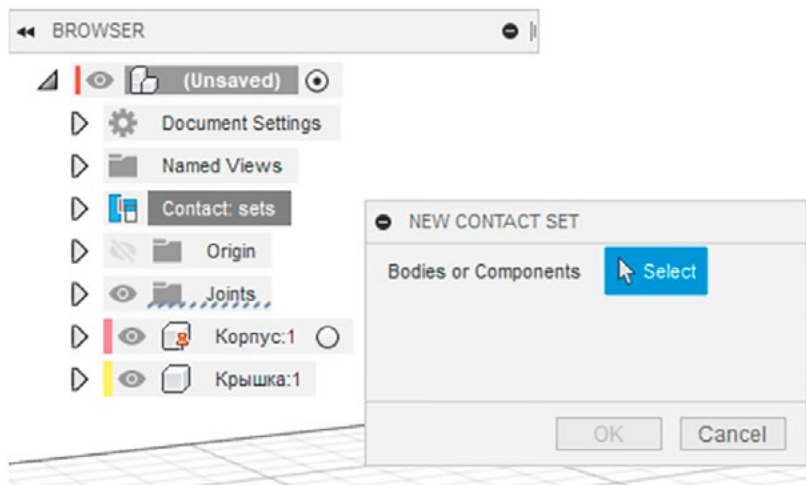 BROWSER
(Unsaved)
Document Settings
Named Views
Contact: sets
Origin
Joints
Корпус:1
Крышка:1
NEW CONTACT SET
Bodies or Components
Select
OK
Cancel